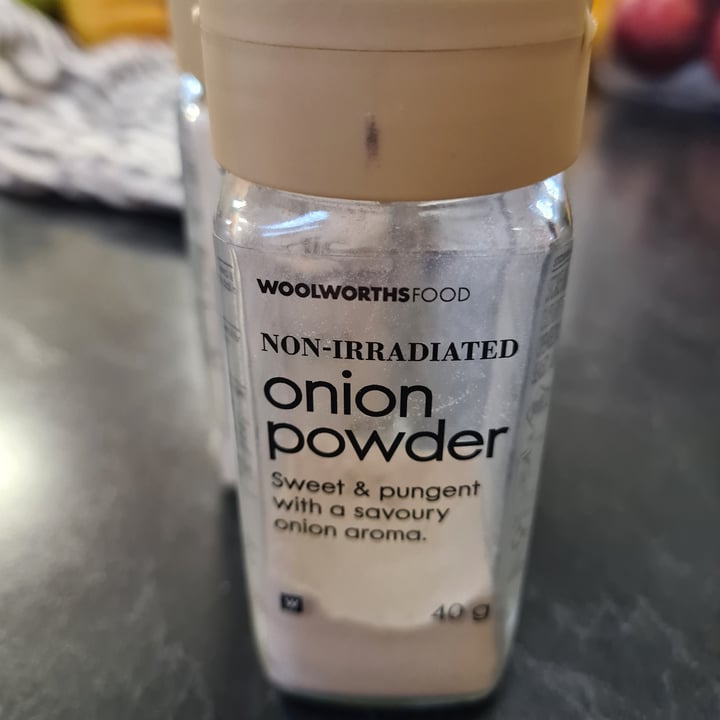 WOOLWORTHSFOOD
NON-IRRADIATED
onion
powder
Sweet & pungent
with a savoury
onion aroma.
W
40 g